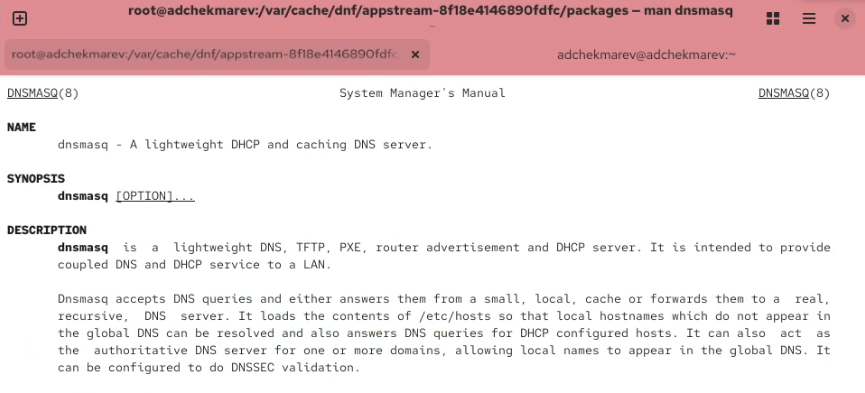 root@adchekmarev:/var/cache/dnf/appstream-8f18e4146890fdfc/packages — man dnsmasq
~
root@adchekmarev:/var/cache/dnf/appstream-8f18e4146890fdfc
adchekmarev@adchekmarev:~
DNSMASQ(8) System Manager's Manual DNSMASQ(8)
NAME
dnsmasq - A lightweight DHCP and caching DNS server.
SYNOPSIS
dnsmasq [OPTION]...
DESCRIPTION
dnsmasq is a lightweight DNS, TFTP, PXE, router advertisement and DHCP server. It is intended to provide
coupled DNS and DHCP service to a LAN.
Dnsmasq accepts DNS queries and either answers them from a small, local, cache or forwards them to a real,
recursive, DNS server. It loads the contents of /etc/hosts so that local hostnames which do not appear in
the global DNS can be resolved and also answers DNS queries for DHCP configured hosts. It can also act as
the authoritative DNS server for one or more domains, allowing local names to appear in the global DNS. It
can be configured to do DNSSEC validation.